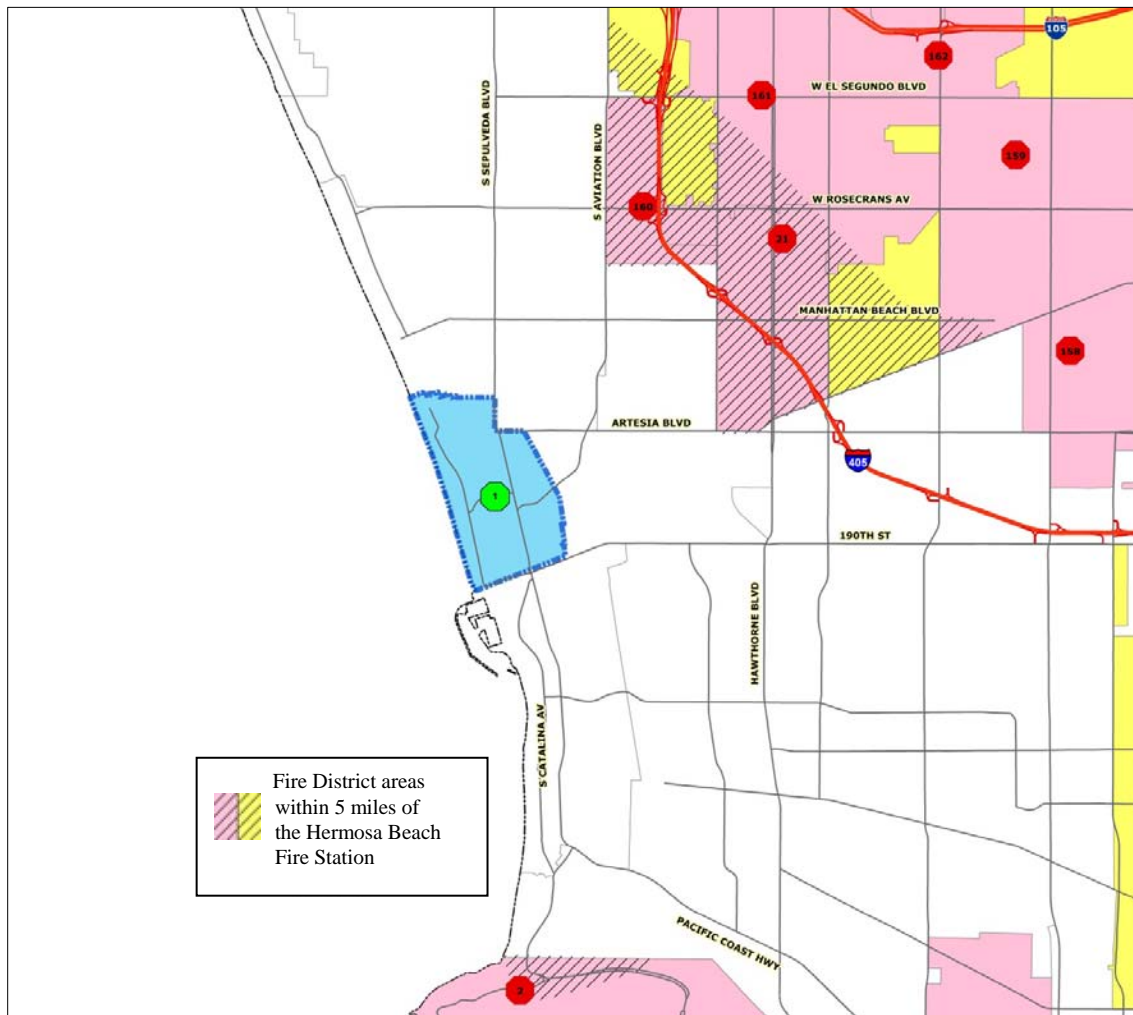 105
162
W EL SEGUNDO BLVD
161
S SEPULVEDA BLVD
159
S AVIATION BLVD
W ROSECRANS AV
160
21
MANHATTAN BEACH BLVD
158
ARTESIA BLVD
405
1
190TH ST
HAWTHORNE BLVD
S CATALINA AV
Fire District areas
within 5 miles of
the Hermosa Beach
Fire Station
PACIFIC COAST HWY
2